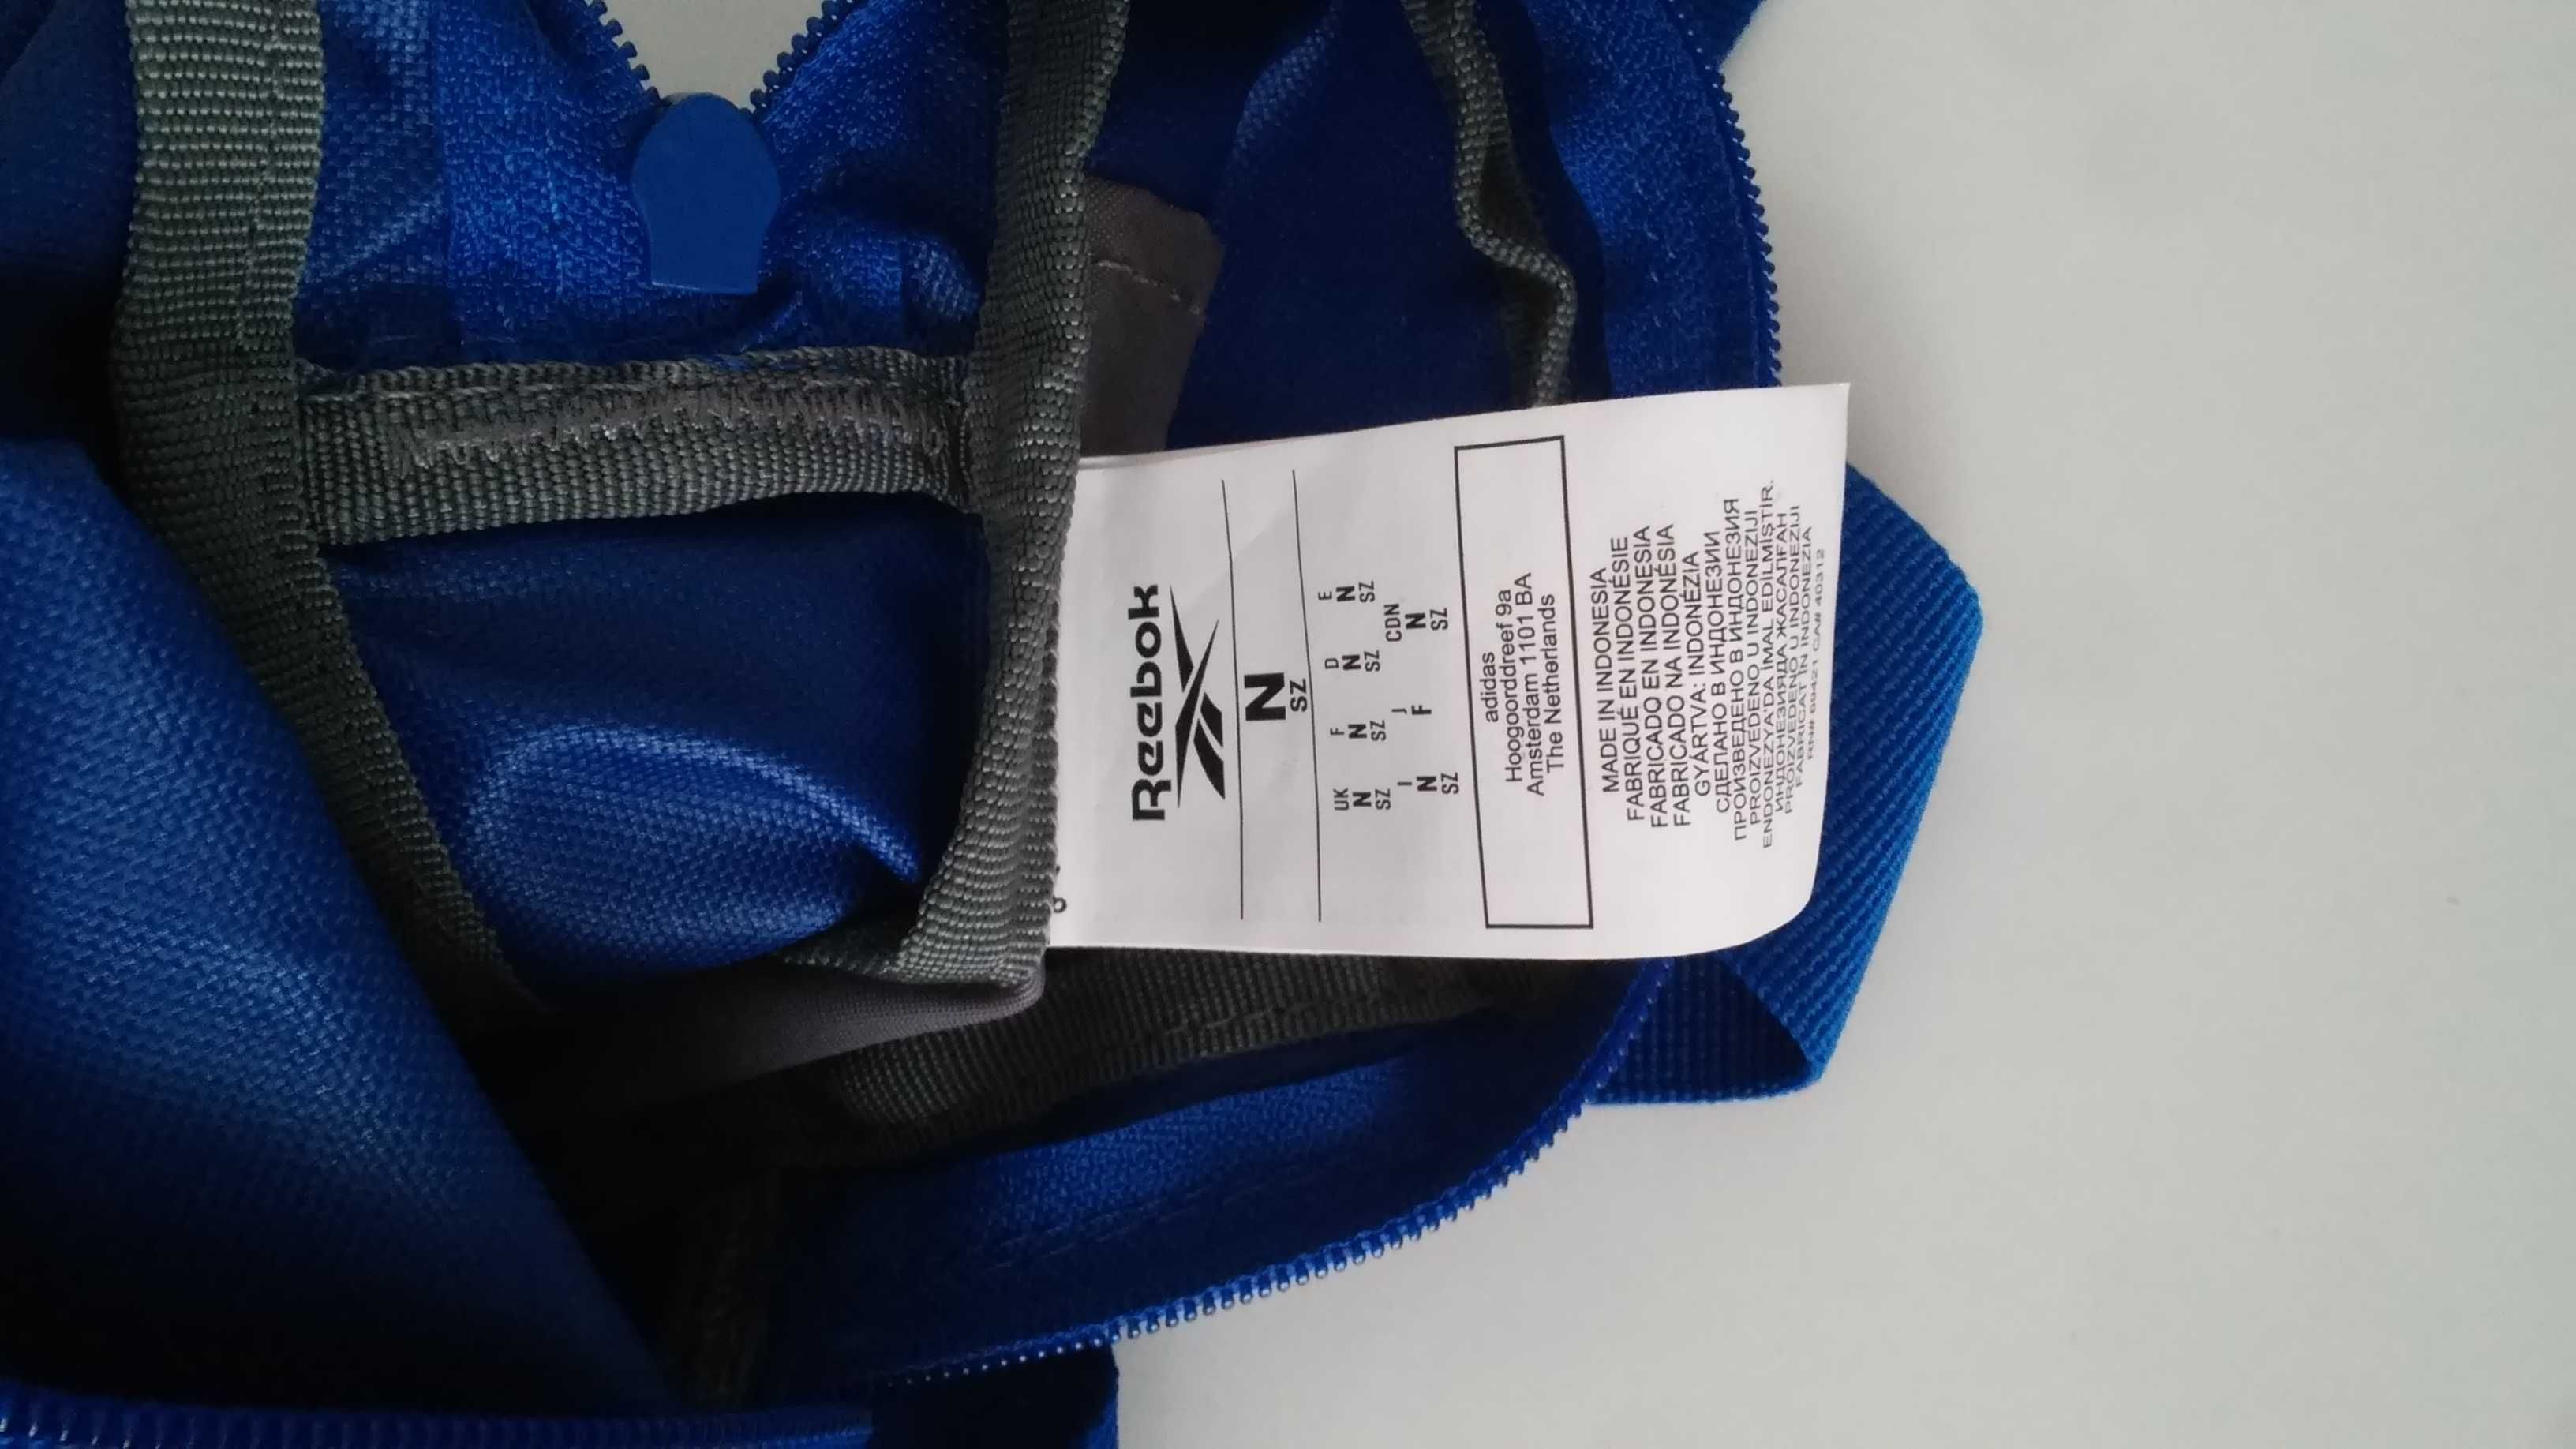 Reebok
N
SZ
UK F D E
N N N N
SZ SZ SZ SZ
I J CDN
N F N
SZ SZ
adidas
Hoogoorddreef 9a
Amsterdam 1101 BA
The Netherlands
MADE IN INDONESIA
FABRIQUÉ EN INDONÉSIE
FABRICADO EN INDONESIA
FABRICADO NA INDONÉSIA
GYÁRTVA: INDONÉZIA
СДЕЛАНО В ИНДОНЕЗИИ
ПРОИЗВЕДЕНО В ИНДОНЕЗИЯ
PROIZVEDENO U INDONEZIJI
ENDONEZYA'DA İMAL EDİLMİŞTİR.
ИНДОНЕЗИЯДА ЖАСАЛҒАН
PROIZVEDENO U INDONEZIJI
FABRICAT ÎN INDONEZIA
RN# 69421 CA# 40312